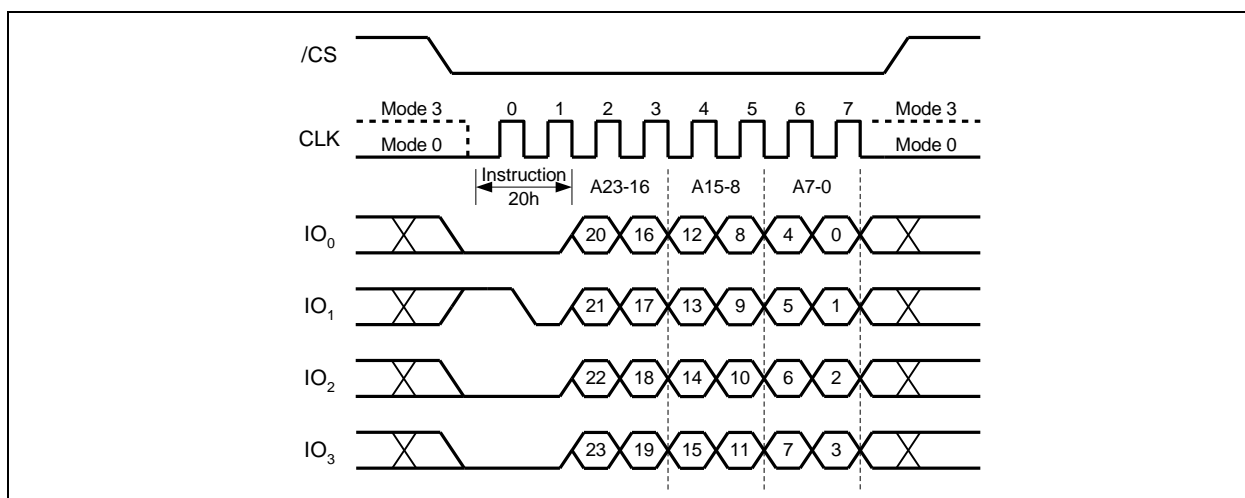 /CS
Mode 3 0 1 2 3 4 5 6 7 Mode 3
CLK
Mode 0 Mode 0
Instruction
20h
A23-16 A15-8 A7-0
IO0 20 16 12 8 4 0
IO1 21 17 13 9 5 1
IO2 22 18 14 10 6 2
IO3 23 19 15 11 7 3